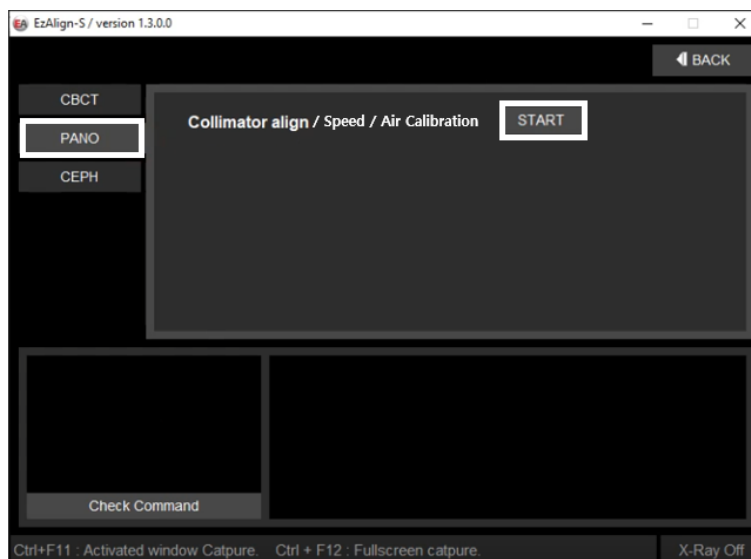 EA EzAlign-S / version 1.3.0.0
BACK
CBCT
PANO
CEPH
Collimator align / Speed / Air Calibration START
Check Command
Ctrl+F11 : Activated window Catpure. Ctrl + F12 : Fullscreen catpure. X-Ray Off